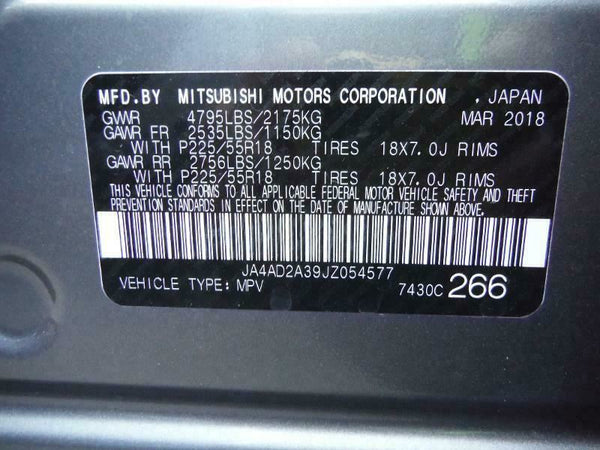 MFD.BY MITSUBISHI MOTORS CORPORATION , JAPAN
GVWR 4795LBS/2175KG MAR 2018
GAWR FR 2535LBS/1150KG
WITH P225/55R18 TIRES 18X7.0J RIMS
GAWR RR 2756LBS/1250KG
WITH P225/55R18 TIRES 18X7.0J RIMS
THIS VEHICLE CONFORMS TO ALL APPLICABLE FEDERAL MOTOR VEHICLE SAFETY AND THEFT
PREVENTION STANDARDS IN EFFECT ON THE DATE OF MANUFACTURE SHOWN ABOVE.
JA4AD2A39JZ054577
VEHICLE TYPE: MPV 7430C 266